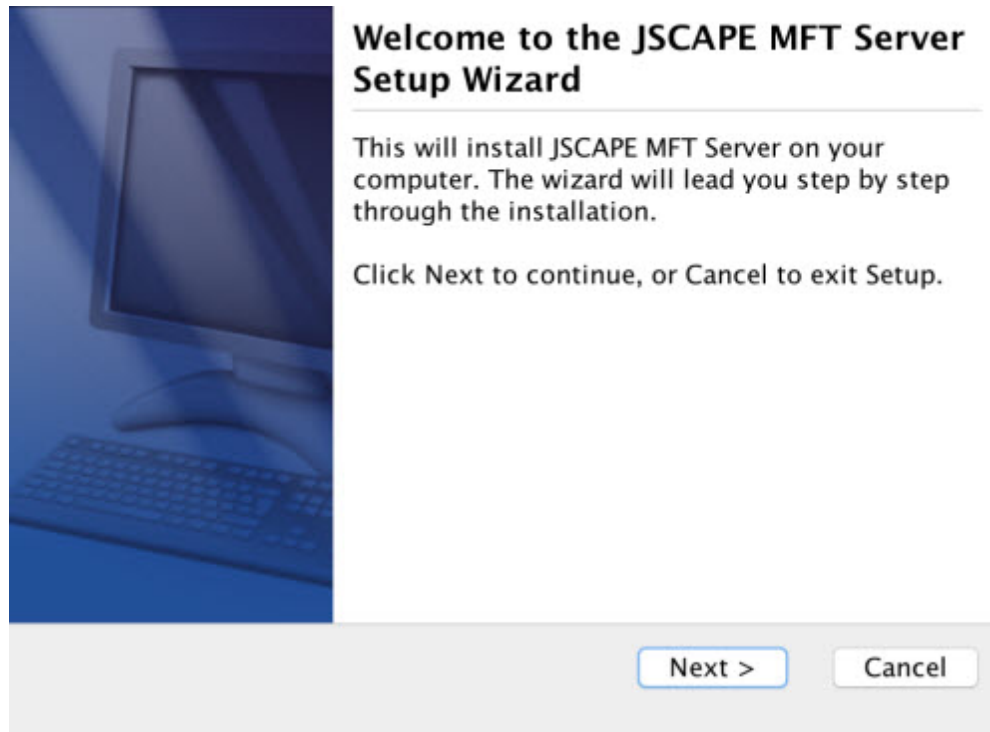 Welcome to the JSCAPE MFT Server
Setup Wizard
This will install JSCAPE MFT Server on your
computer. The wizard will lead you step by step
through the installation.
Click Next to continue, or Cancel to exit Setup.
Next >
Cancel